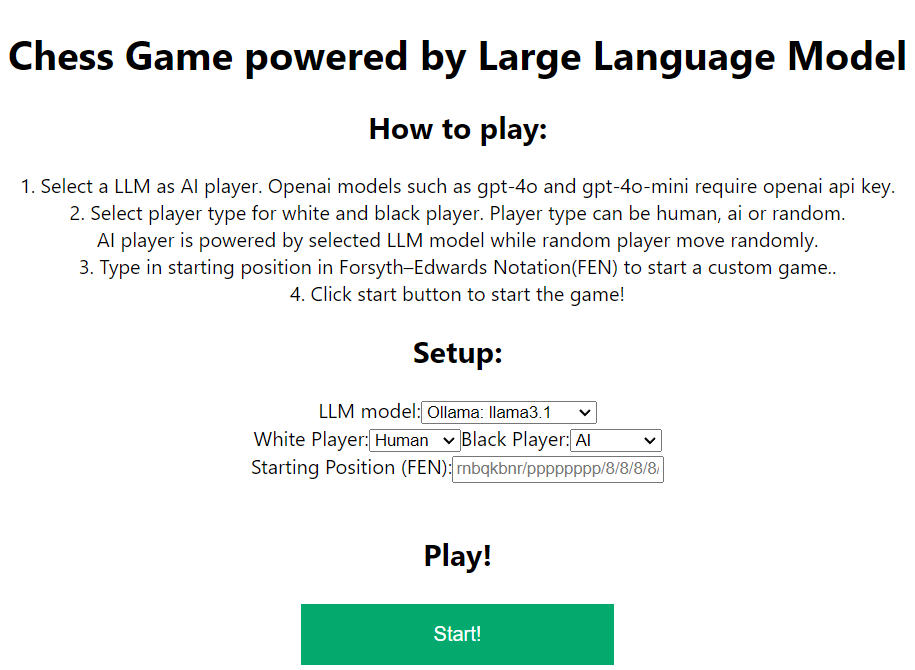 Chess Game powered by Large Language Model
How to play:
1. Select a LLM as AI player. Openai models such as gpt-4o and gpt-4o-mini require openai api key.
2. Select player type for white and black player. Player type can be human, ai or random.
AI player is powered by selected LLM model while random player move randomly.
3. Type in starting position in Forsyth–Edwards Notation(FEN) to start a custom game..
4. Click start button to start the game!
Setup:
LLM model: Ollama: llama3.1
White Player: Human Black Player: AI
Starting Position (FEN): rnbqkbnr/pppppppp/8/8/8/8/
Play!
Start!